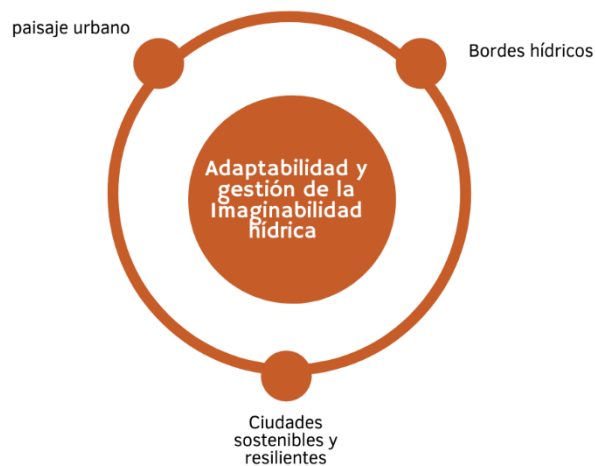 paisaje urbano
Bordes hídricos
Adaptabilidad y
gestión de la
Imaginabilidad
hídrica
Ciudades
sostenibles y
resilientes